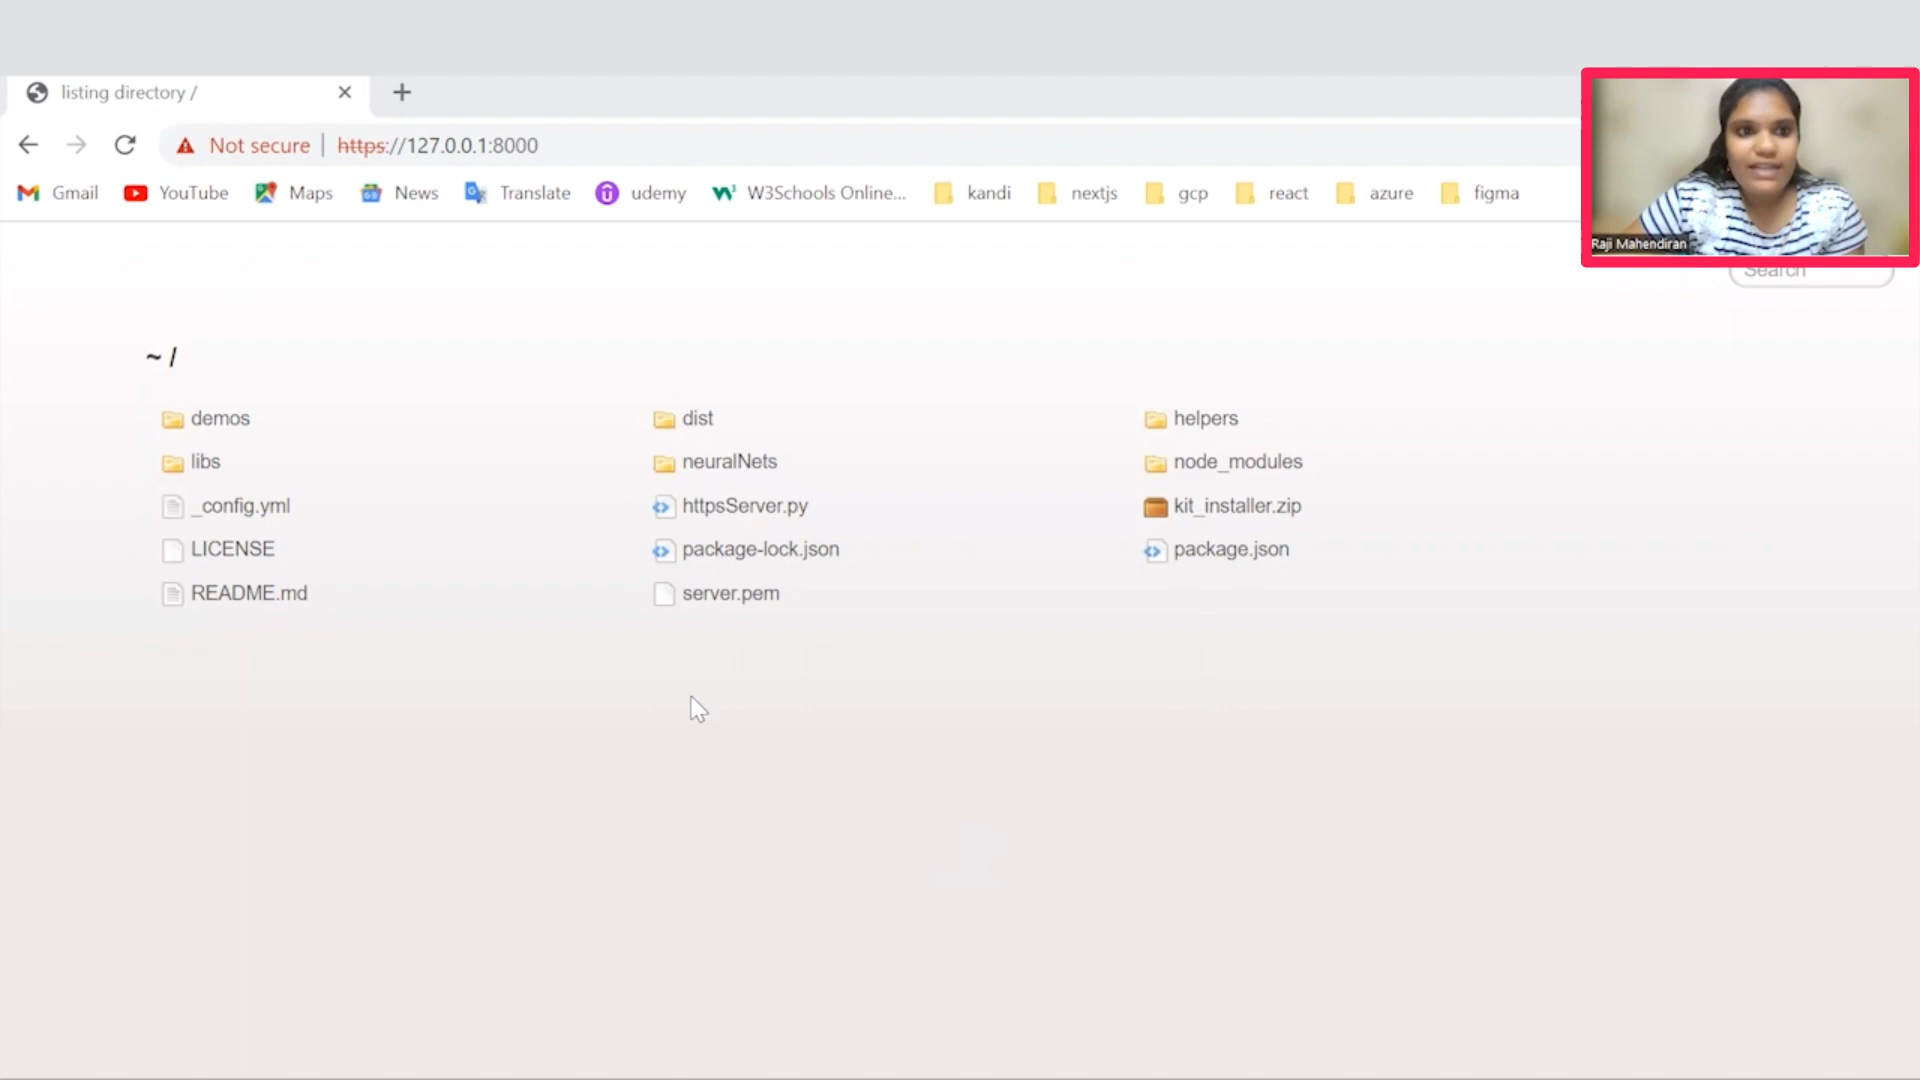 listing directory /
Not secure | https://127.0.0.1:8000
Gmail YouTube Maps News Translate udemy W3Schools Online... kandi nextjs gcp react azure figma
Raji Mahendiran
Search
~ /
demos dist helpers
libs neuralNets node_modules
_config.yml httpsServer.py kit_installer.zip
LICENSE package-lock.json package.json
README.md server.pem